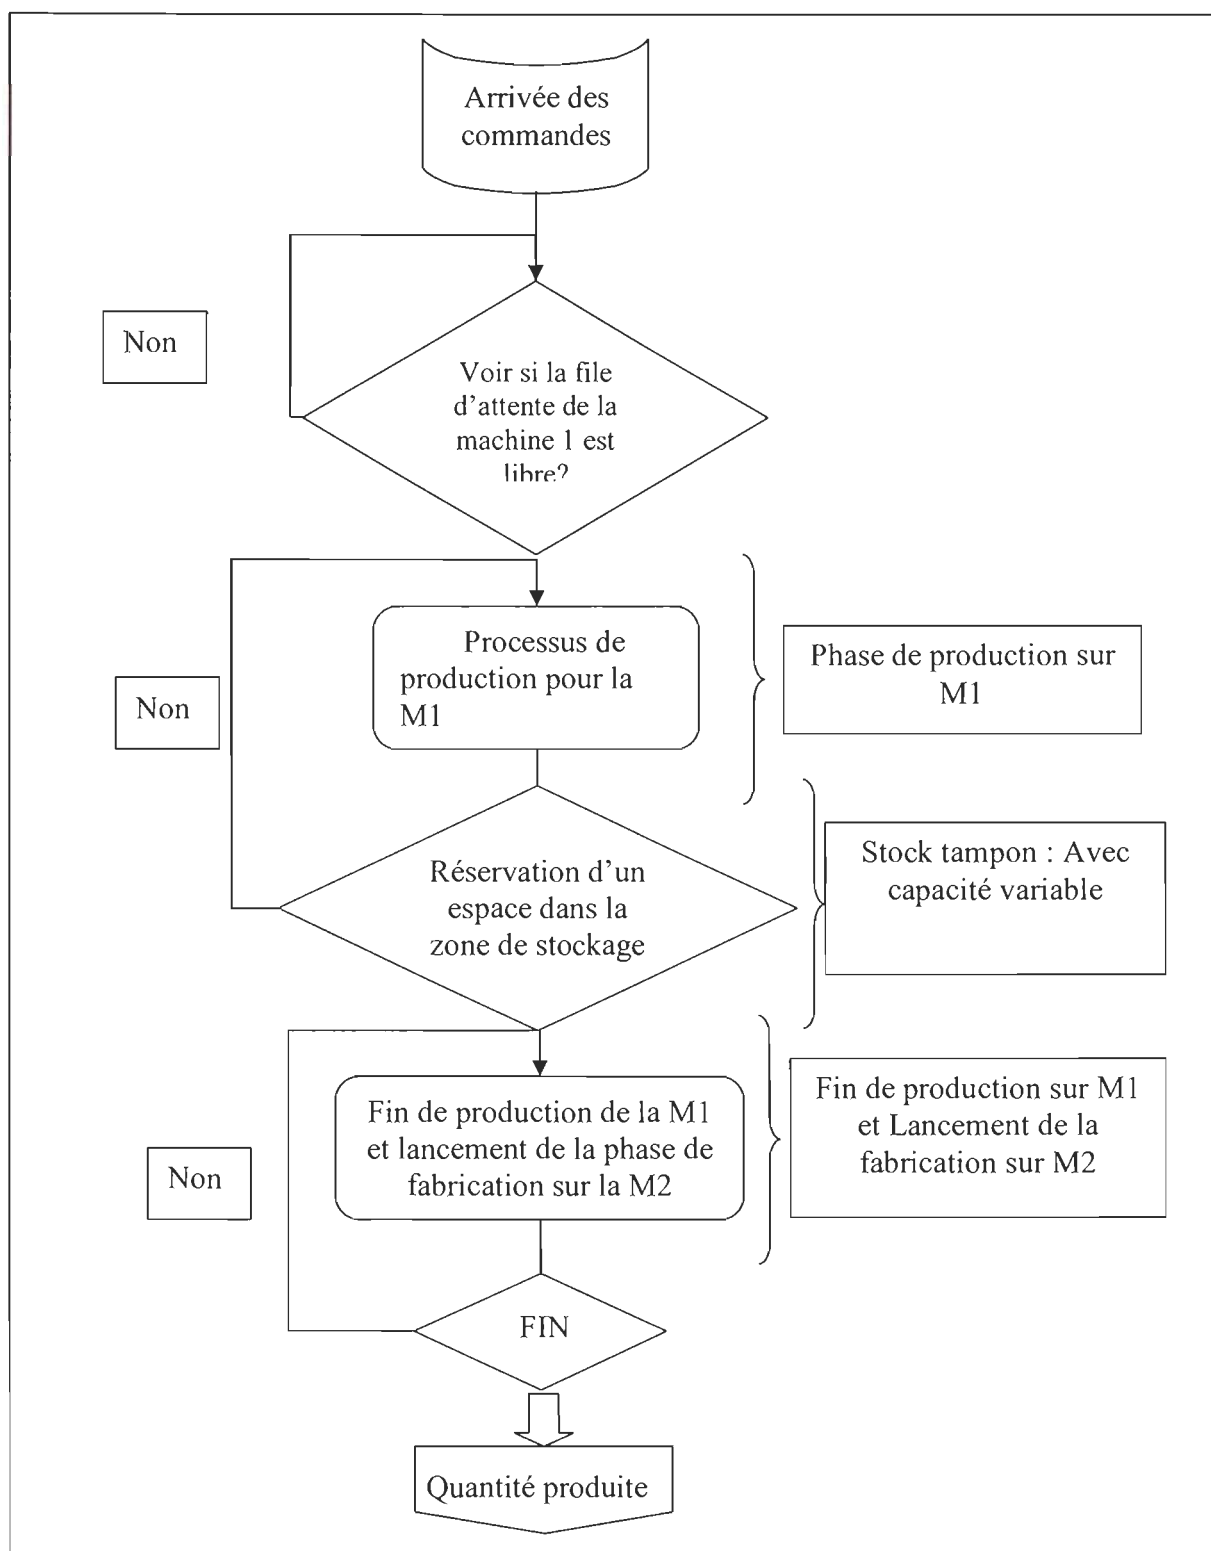 Arrivée des
commandes
Non
Voir si la file
d'attente de la
machine 1 est
libre?
Processus de
production pour la
M1
Phase de production sur
M1
Non
Réservation d'un
espace dans la
zone de stockage
Stock tampon : Avec
capacité variable
Fin de production de la M1
et lancement de la phase de
fabrication sur la M2
Fin de production sur M1
et Lancement de la
fabrication sur M2
Non
FIN
Quantité produite